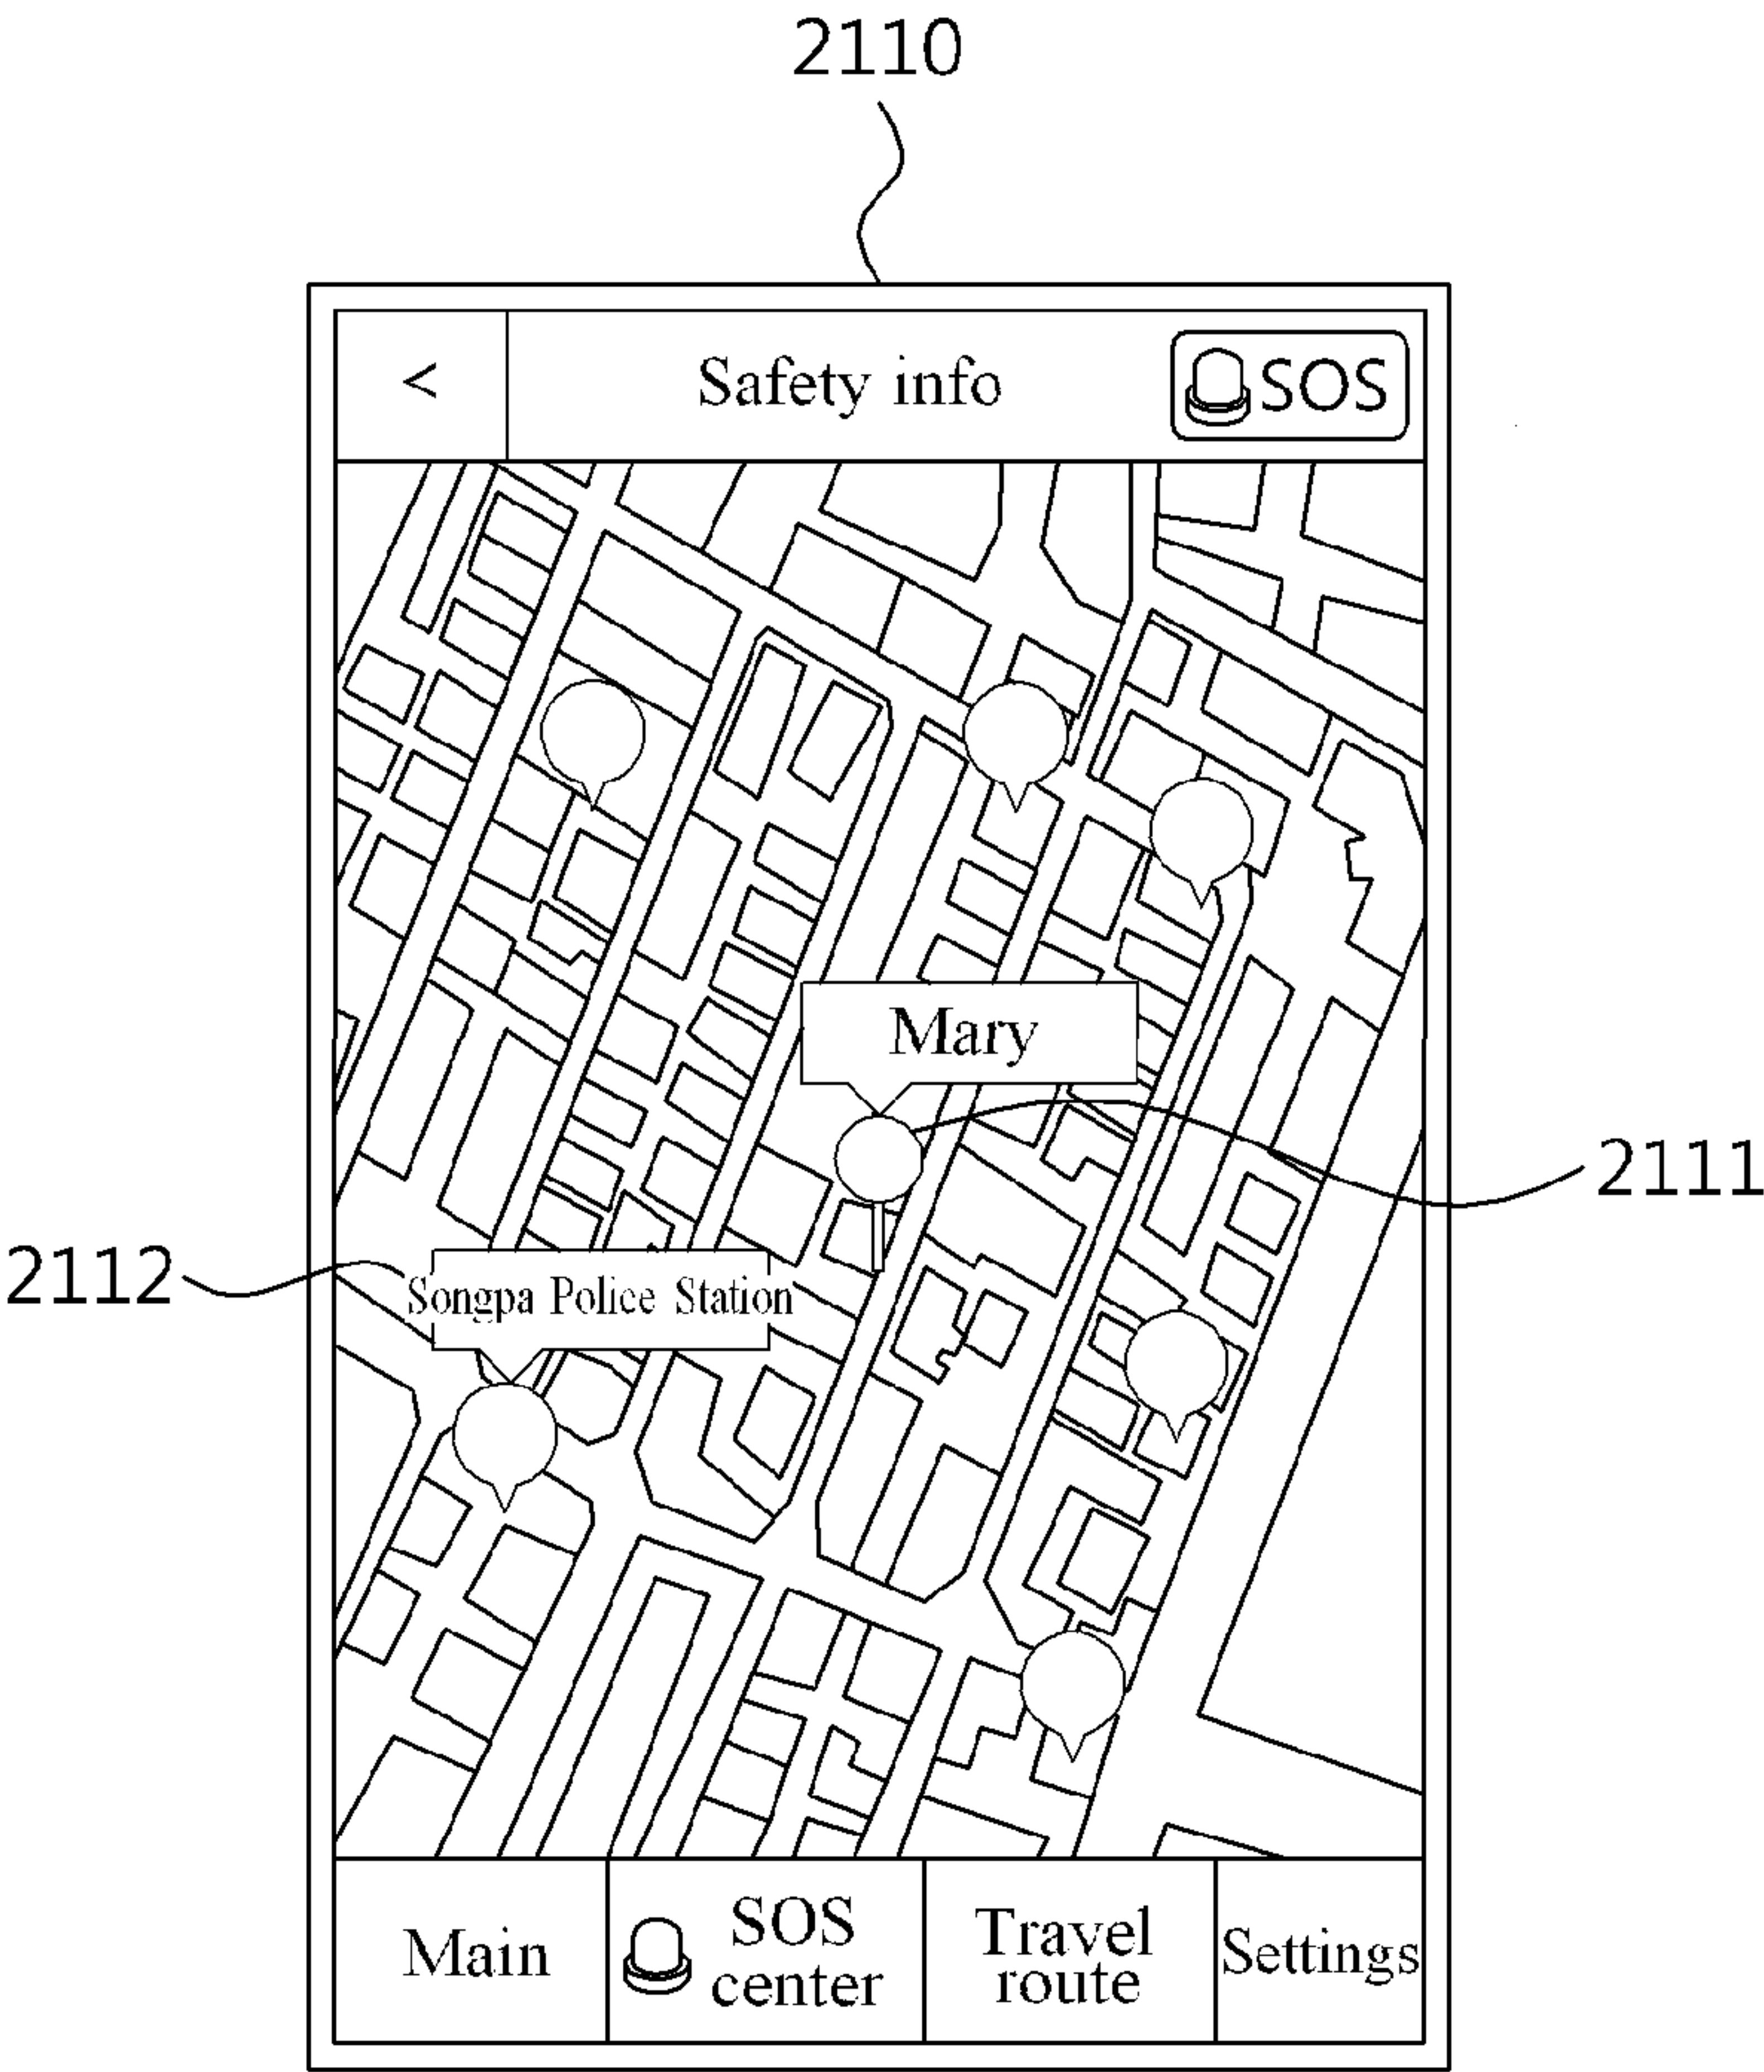 2110
< Safety info SOS
Mary
2111
2112
Songpa Police Station
Main
SOS
center
Travel
route
Settings